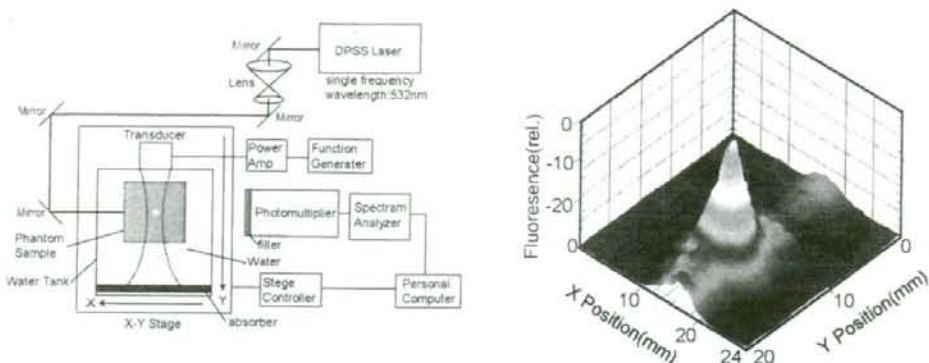 Mirror
DPSS Laser
Lens
single frequency
wavelength:532nm
Mirror
Mirror
Transducer
Power
Amp
Function
Generater
Mirror
Photomultiplier
Spectram
Analyzer
Phantom
Sample
filler
Water
Water Tank
Stege
Controller
Personal
Computer
X
Y
X-Y Stage
absorber
Fluoresence(rel.)
0
-10
-20
0
10
20
24
X Position(mm)
0
10
20
Y Position(mm)